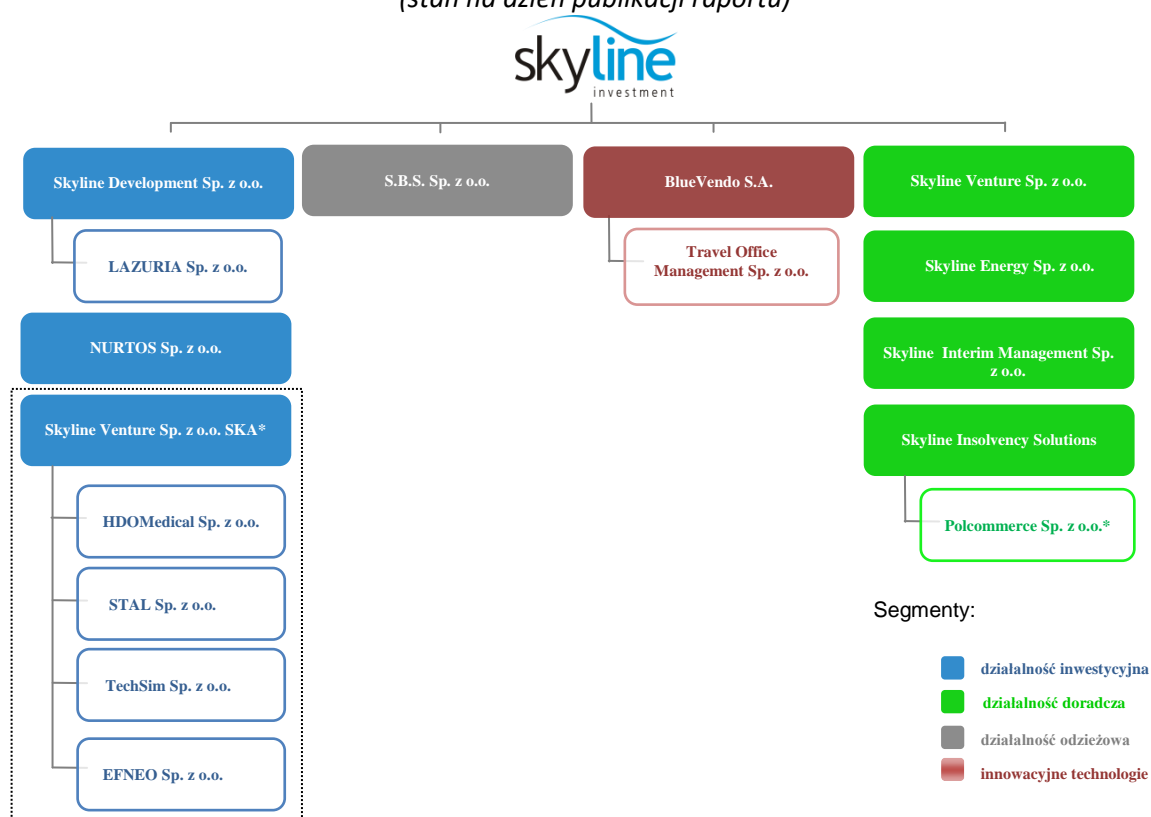 (stan na dzień publikacji raportu)
skyline
investment
Skyline Development Sp. z o.o.
S.B.S. Sp. z o.o.
BlueVendo S.A.
Skyline Venture Sp. z o.o.
LAZURIA Sp. z o.o.
Travel Office
Management Sp. z o.o.
Skyline Energy Sp. z o.o.
NURTOS Sp. z o.o.
Skyline Interim Management Sp.
z o.o.
Skyline Venture Sp. z o.o. SKA*
Skyline Insolvency Solutions
HDOMedical Sp. z o.o.
Polcommerce Sp. z o.o.*
STAL Sp. z o.o.
TechSim Sp. z o.o.
EFNEO Sp. z o.o.
Segmenty:
działalność inwestycyjna
działalność doradcza
działalność odzieżowa
innowacyjne technologie